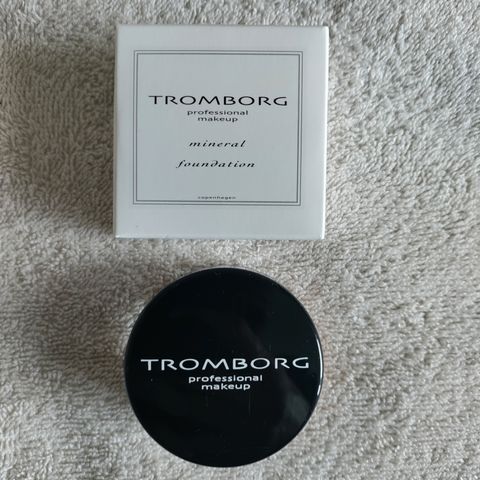 TROMBORG
professional
makeup
mineral
foundation
copenhagen
TROMBORG
professional
makeup